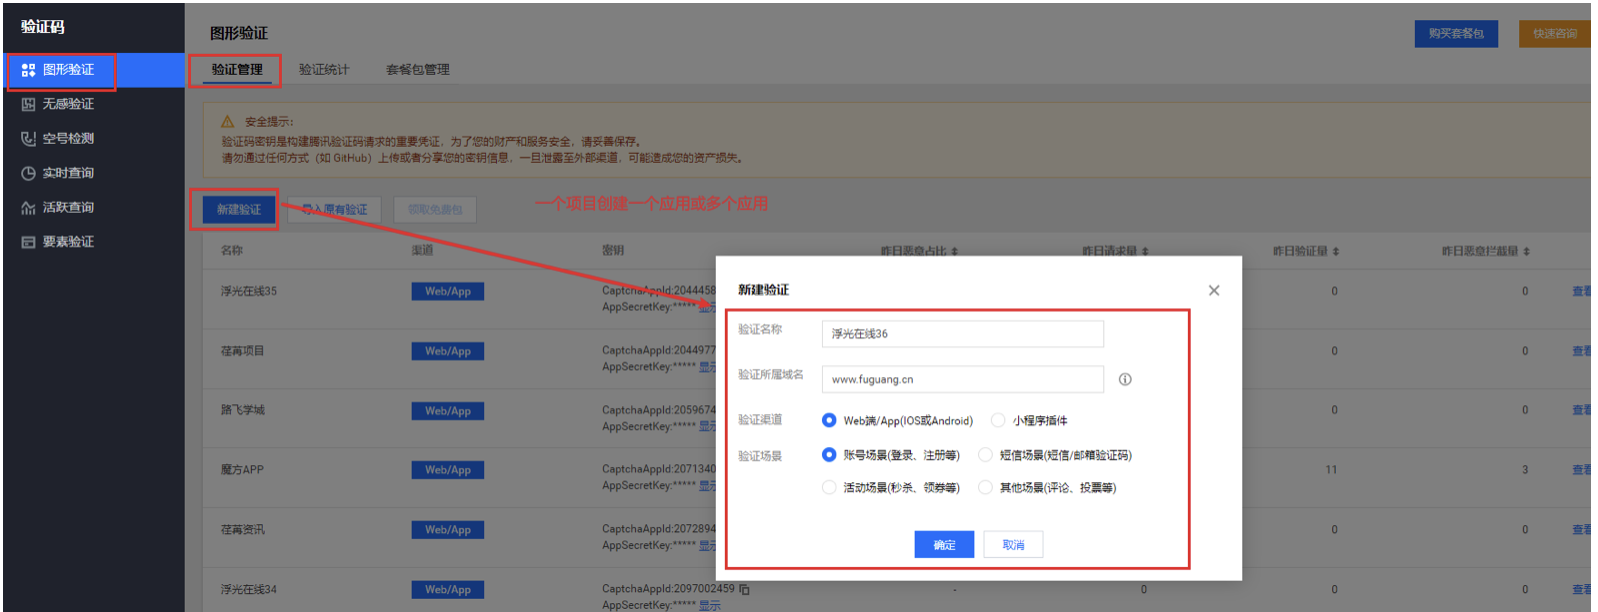 验证码
图形验证
无感验证
空号检测
实时查询
活跃查询
要素验证
图形验证
购买套餐包
快速咨询
验证管理
验证统计
套餐包管理
安全提示:
验证码密钥是构建腾讯验证码请求的重要凭证，为了您的财产和服务安全，请妥善保存。
请勿通过任何方式（如 GitHub）上传或者分享您的密钥信息，一旦泄露至外部渠道，可能造成您的资产损失。
新建验证
导入原有验证
领取免费包
一个项目创建一个应用或多个应用
名称
渠道
密钥
昨日恶意占比
昨日请求量
昨日验证量
昨日恶意拦截量
浮光在线35
Web/App
CaptchaAppId:2044458
AppSecretKey:***** 显示
0
0
查看
荏苒项目
Web/App
CaptchaAppId:2044977
AppSecretKey:***** 显示
0
0
查看
路飞学城
Web/App
CaptchaAppId:2059674
AppSecretKey:***** 显示
0
0
查看
魔方APP
Web/App
CaptchaAppId:2071340
AppSecretKey:***** 显示
11
3
查看
荏苒资讯
Web/App
CaptchaAppId:2072894
AppSecretKey:***** 显示
0
0
查看
浮光在线34
Web/App
CaptchaAppId:2097002459
AppSecretKey:***** 显示
-
0
0
0
查看
新建验证
验证名称
浮光在线36
验证所属域名
www.fuguang.cn
验证渠道
Web端/App(IOS或Android)
小程序插件
验证场景
账号场景(登录、注册等)
短信场景(短信/邮箱验证码)
活动场景(秒杀、领券等)
其他场景(评论、投票等)
确定
取消